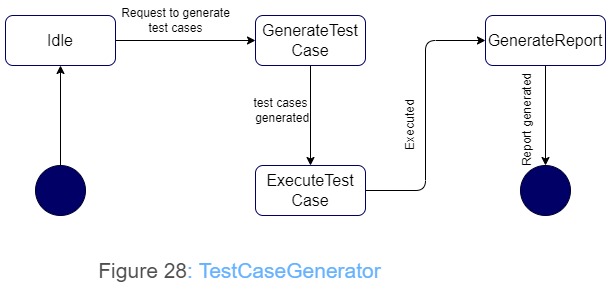 Request to generate
test cases
Idle
GenerateTest
Case
GenerateReport
test cases
generated
Executed
Report generated
ExecuteTest
Case
Figure 28: TestCaseGenerator